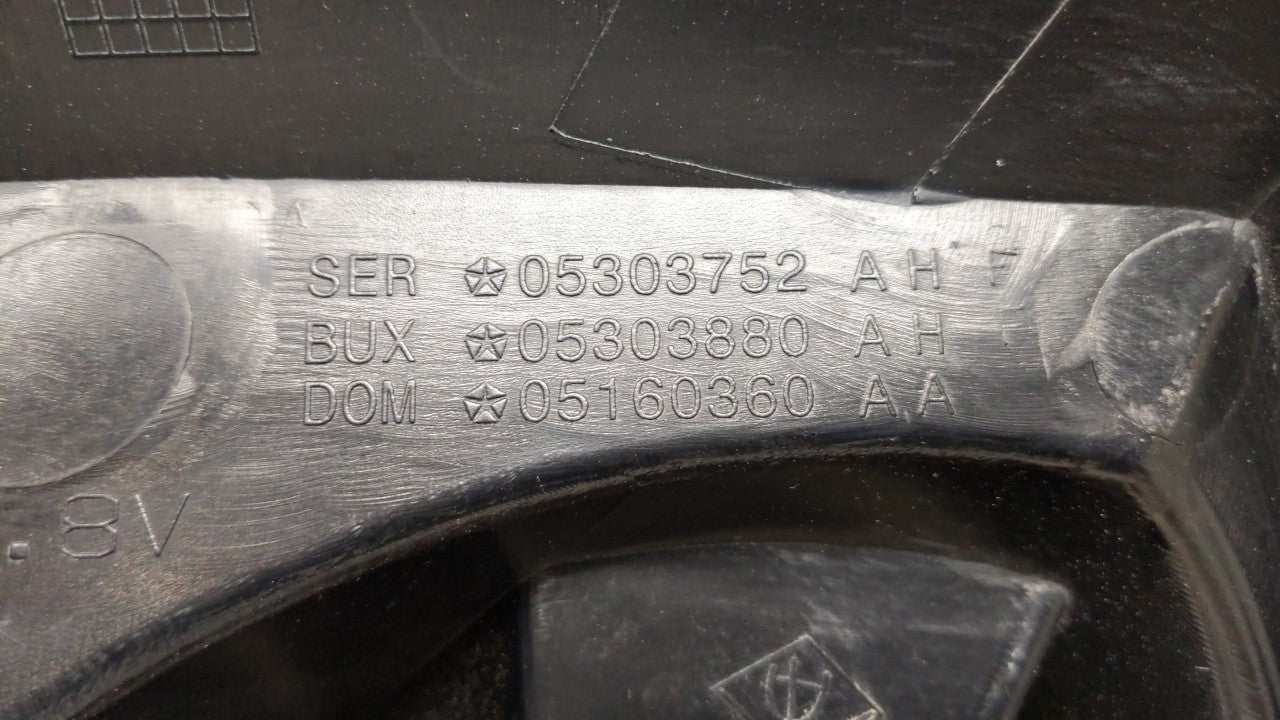 SER 05303752 AH F
BUX 05303880 AH
DOM 05160360 AA
.8V